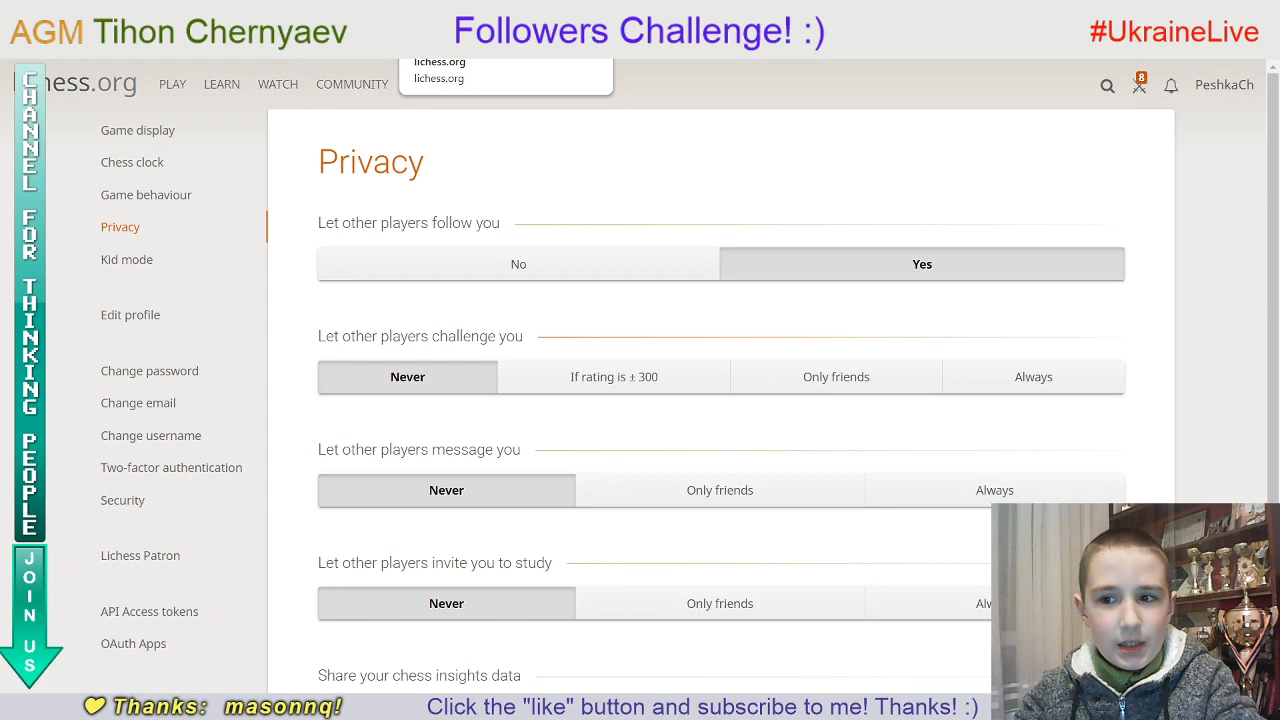 AGM Tihon Chernyaev
Followers Challenge! :)
#UkraineLive
CHANNEL FOR THINKING PEOPLE
JOIN US
hess.org
PLAY
LEARN
WATCH
COMMUNITY
lichess.org
lichess.org
8
PeshkaCh
Game display
Chess clock
Game behaviour
Privacy
Kid mode
Edit profile
Change password
Change email
Change username
Two-factor authentication
Security
Lichess Patron
API Access tokens
OAuth Apps
Privacy
Let other players follow you
No
Yes
Let other players challenge you
Never
If rating is ± 300
Only friends
Always
Let other players message you
Never
Only friends
Always
Let other players invite you to study
Never
Only friends
Alw
Share your chess insights data
Thanks: masonnq!
Click the "like" button and subscribe to me! Thanks! :)